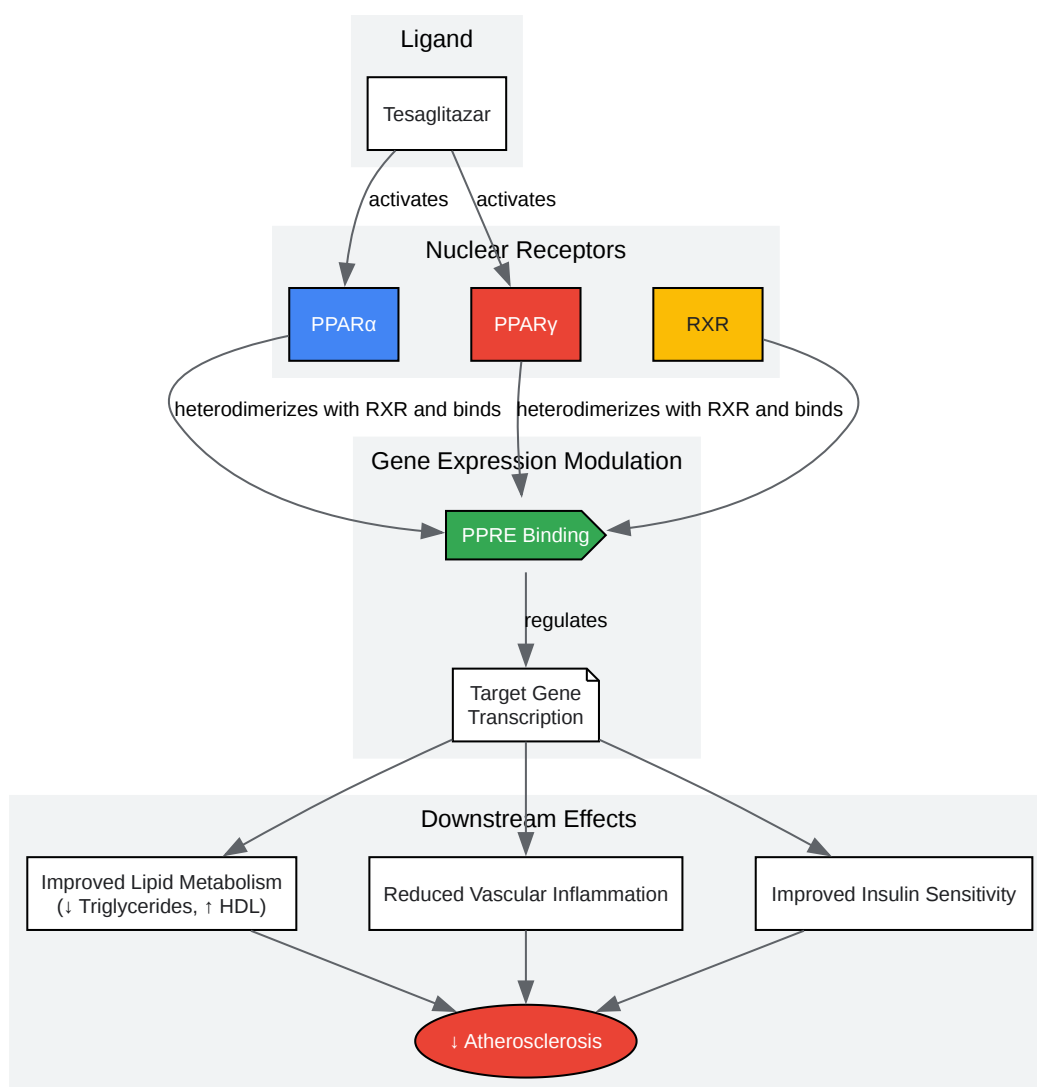 Ligand
Tesaglitazar
activates
activates
Nuclear Receptors
PPARα
PPARγ
RXR
heterodimerizes with RXR and binds
heterodimerizes with RXR and binds
Gene Expression Modulation
PPRE Binding
regulates
Target Gene
Transcription
Downstream Effects
Improved Lipid Metabolism
(↓ Triglycerides, ↑ HDL)
Reduced Vascular Inflammation
Improved Insulin Sensitivity
↓ Atherosclerosis